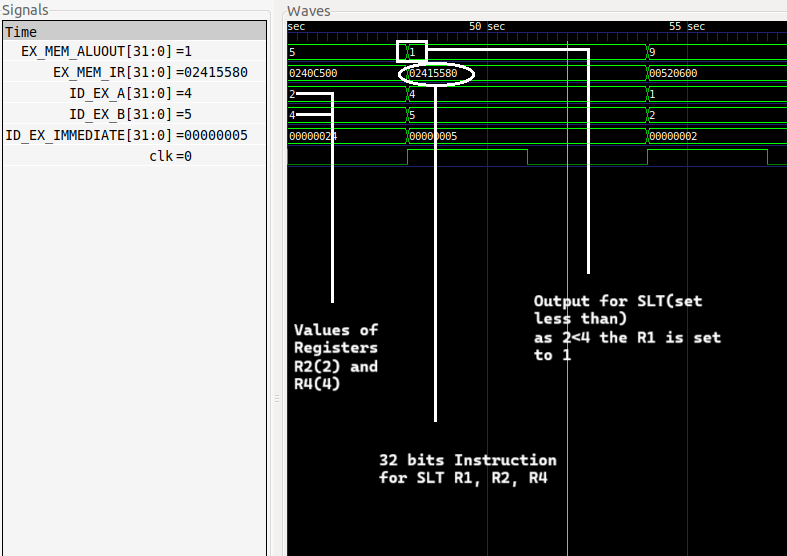 Signals
Time
EX_MEM_ALUOUT[31:0] =1
EX_MEM_IR[31:0] =02415580
ID_EX_A[31:0] =4
ID_EX_B[31:0] =5
ID_EX_IMMEDIATE[31:0] =00000005
clk =0
Waves
sec 50 sec 55 sec
5 1 9
0240C500 02415580 00520600
2 4 1
4 5 2
00000024 00000005 00000002
Values of
Registers
R2(2) and
R4(4)
Output for SLT(set
less than)
as 2<4 the R1 is set
to 1
32 bits Instruction
for SLT R1, R2, R4